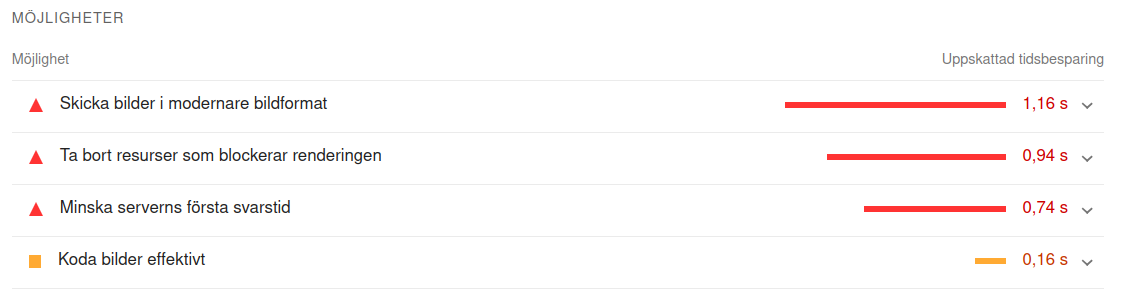 MÖJLIGHETER
Möjlighet Uppskattad tidsbesparing
Skicka bilder i modernare bildformat 1,16 s
Ta bort resurser som blockerar renderingen 0,94 s
Minska serverns första svarstid 0,74 s
Koda bilder effektivt 0,16 s